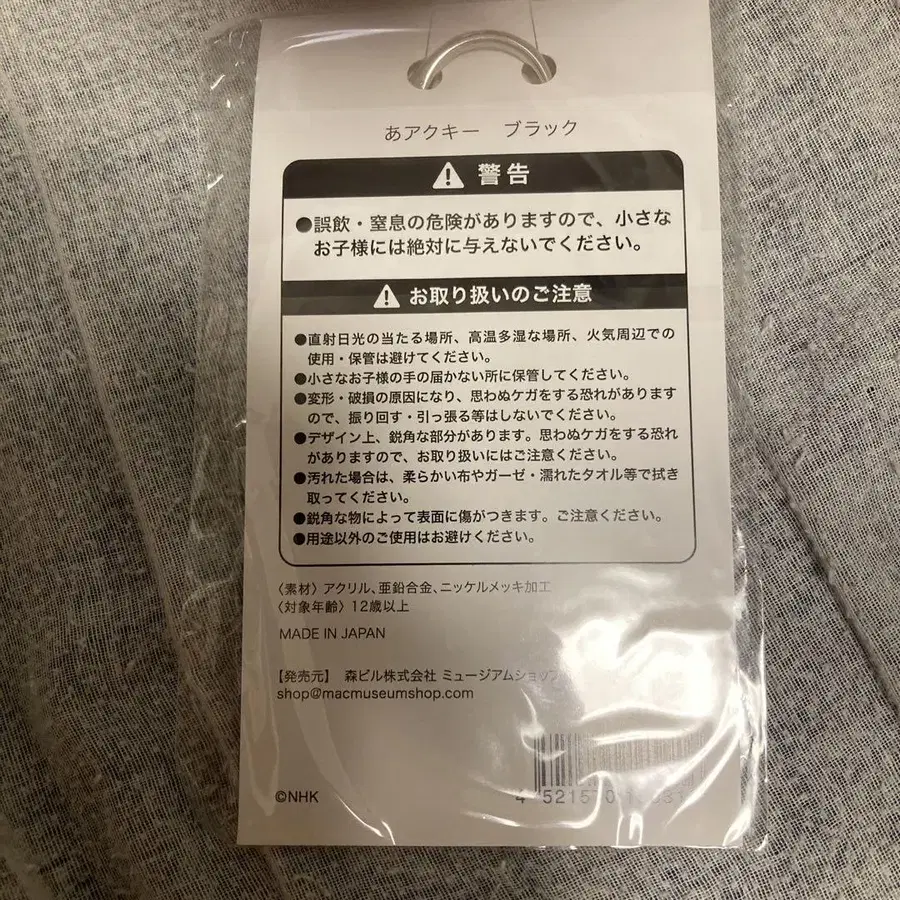 あアクキー　ブラック
警告
●誤飲・窒息の危険がありますので、小さな
お子様には絶対に与えないでください。
お取り扱いのご注意
●直射日光の当たる場所、高温多湿な場所、火気周辺での
使用・保管は避けてください。
●小さなお子様の手の届かない所に保管してください。
●変形・破損の原因になり、思わぬケガをする恐れがあります
ので、振り回す・引っ張る等はしないでください。
●デザイン上、鋭角な部分があります。思わぬケガをする恐れ
がありますので、お取り扱いにはご注意ください。
●汚れた場合は、柔らかい布やガーゼ・濡れたタオル等で拭き
取ってください。
●鋭角な物によって表面に傷がつきます。ご注意ください。
●用途以外のご使用はお避けください。
〈素材〉アクリル、亜鉛合金、ニッケルメッキ加工
〈対象年齢〉12歳以上
MADE IN JAPAN
【発売元】 森ビル株式会社 ミュージアムショップ
shop@macmuseumshop.com
©NHK